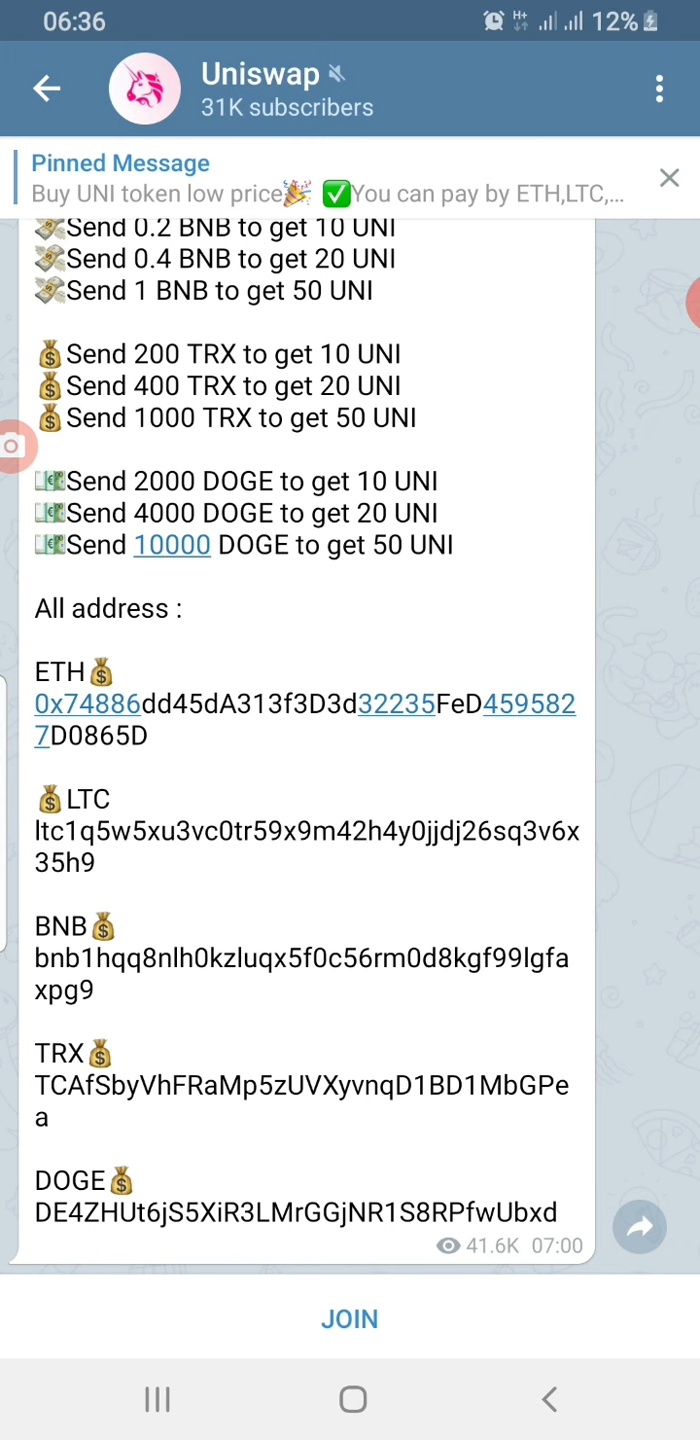 06:36
H+
12%
Uniswap
31K subscribers
Pinned Message
Buy UNI token low price🎉 ✅You can pay by ETH,LTC,...
💸Send 0.2 BNB to get 10 UNI
💸Send 0.4 BNB to get 20 UNI
💸Send 1 BNB to get 50 UNI
💰Send 200 TRX to get 10 UNI
💰Send 400 TRX to get 20 UNI
💰Send 1000 TRX to get 50 UNI
💶Send 2000 DOGE to get 10 UNI
💶Send 4000 DOGE to get 20 UNI
💶Send 10000 DOGE to get 50 UNI
All address :
ETH💰
0x74886dd45dA313f3D3d32235FeD459582
7D0865D
💰LTC
ltc1q5w5xu3vc0tr59x9m42h4y0jjdj26sq3v6x
35h9
BNB💰
bnb1hqq8nlh0kzluqx5f0c56rm0d8kgf99lgfa
xpg9
TRX💰
TCAfSbyVhFRaMp5zUVXyvnqD1BD1MbGPe
a
DOGE💰
DE4ZHUt6jS5XiR3LMrGGjNR1S8RPfwUbxd
41.6K 07:00
JOIN